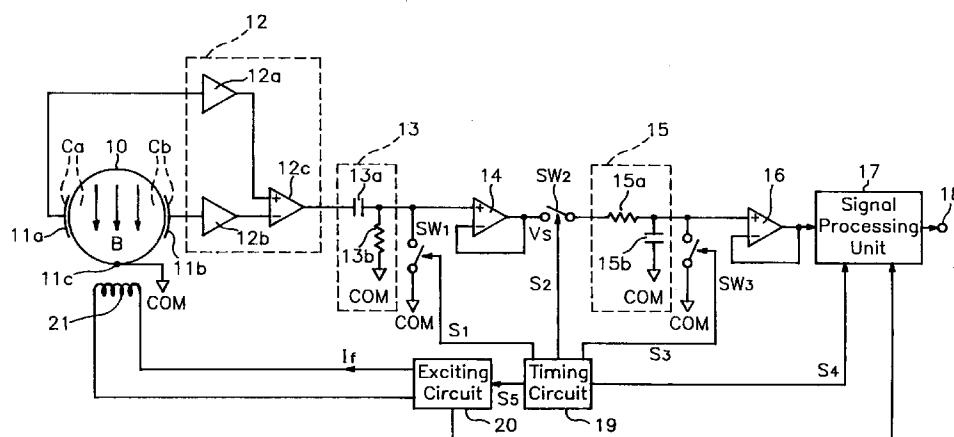 12
12a
12b
12c
13
13a
13b
14
15
15a
15b
16
17
18
Ca
10
Cb
B
11a
11b
11c
COM
21
COM
SW1
COM
Vs
SW2
COM
COM
SW3
Signal
Processing
Unit
S1
S2
S3
S4
If
Exciting
Circuit
20
S5
Timing
Circuit
19